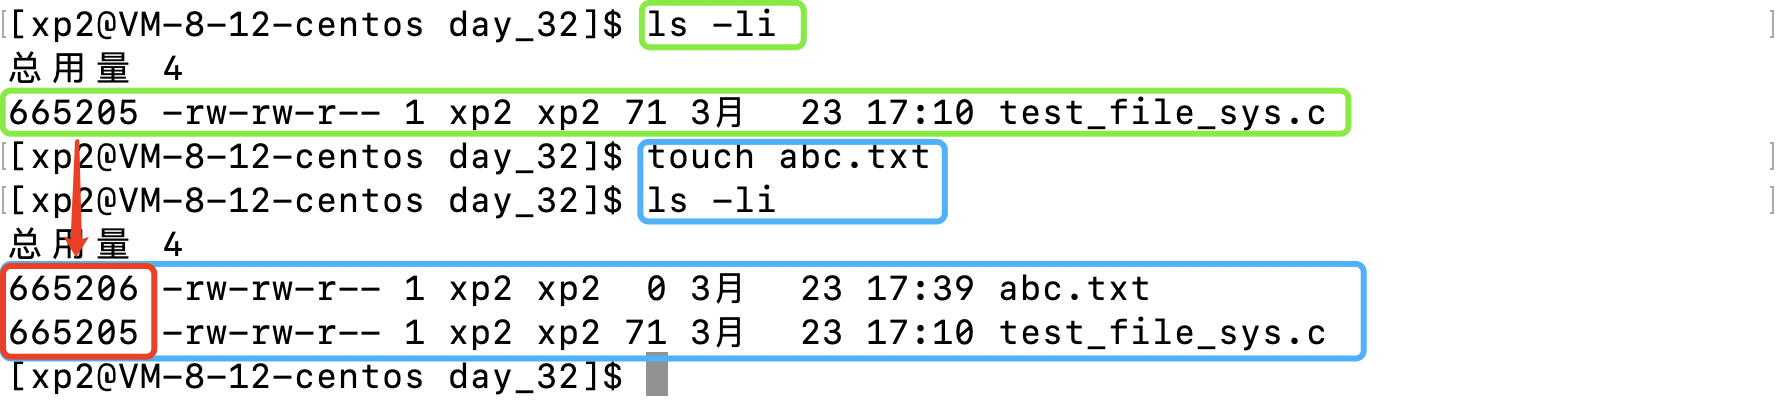 [xp2@VM-8-12-centos day_32]$ ls -li
总用量 4
665205 -rw-rw-r-- 1 xp2 xp2 71 3月  23 17:10 test_file_sys.c
[xp2@VM-8-12-centos day_32]$ touch abc.txt
[xp2@VM-8-12-centos day_32]$ ls -li
总用量 4
665206 -rw-rw-r-- 1 xp2 xp2  0 3月  23 17:39 abc.txt
665205 -rw-rw-r-- 1 xp2 xp2 71 3月  23 17:10 test_file_sys.c
[xp2@VM-8-12-centos day_32]$